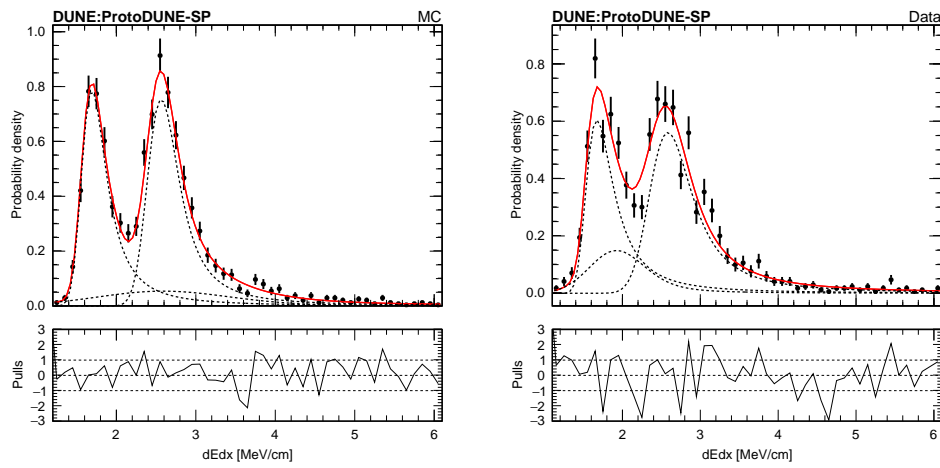 DUNE:ProtoDUNE-SP MC
1.0
0.8
0.6
0.4
0.2
0.0
Probability density
3
2
1
0
−1
−2
−3
Pulls
2 3 4 5 6
dEdx [MeV/cm]
DUNE:ProtoDUNE-SP Data
0.8
0.6
0.4
0.2
0.0
Probability density
3
2
1
0
−1
−2
−3
Pulls
2 3 4 5 6
dEdx [MeV/cm]